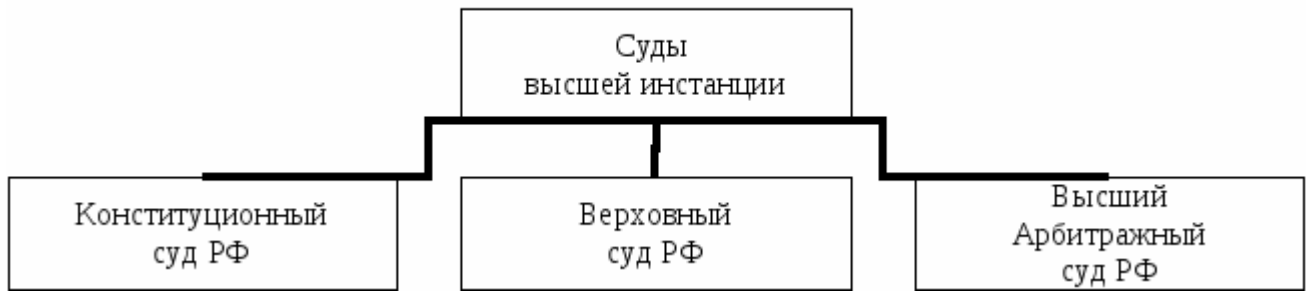 Суды
высшей инстанции
Конституционный
суд РФ
Верховный
суд РФ
Высший
Арбитражный
суд РФ